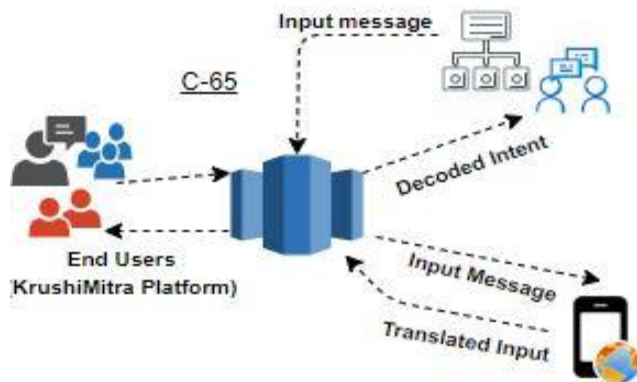 Input message
C-65
Decoded Intent
End Users
(KrushiMitra Platform)
Input Message
Translated Input